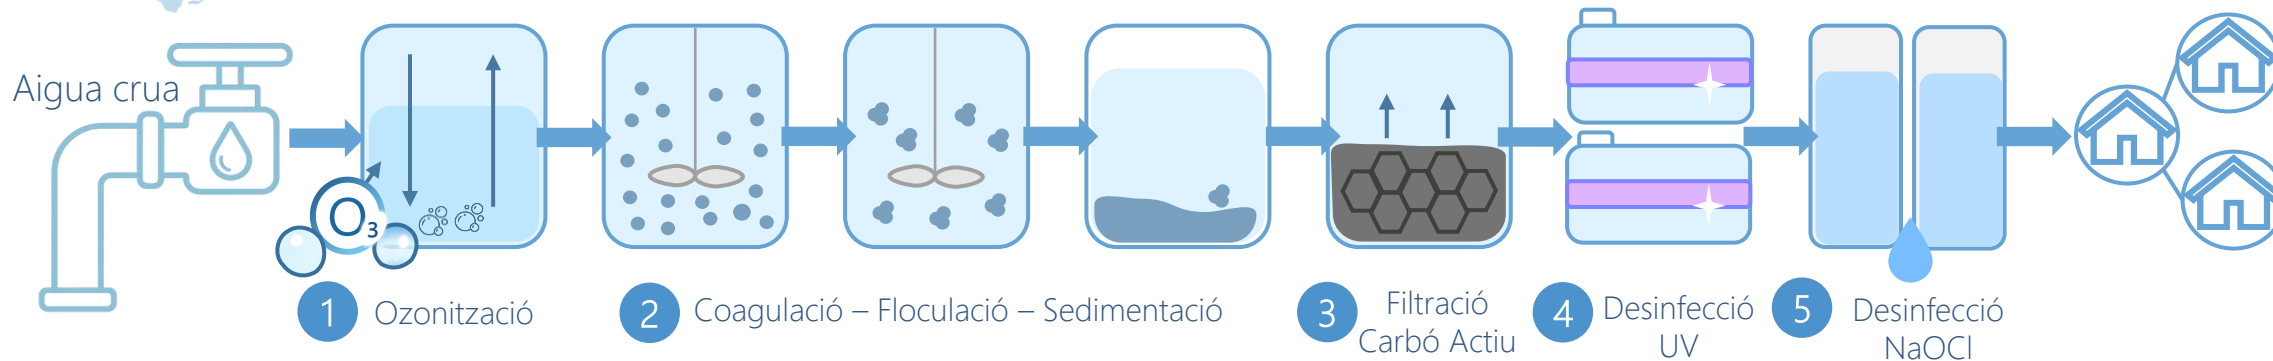 Aigua crua
O3
1 Ozonització
2 Coagulació – Floculació – Sedimentació
3 Filtració
Carbó Actiu
4 Desinfecció
UV
5 Desinfecció
NaOCl